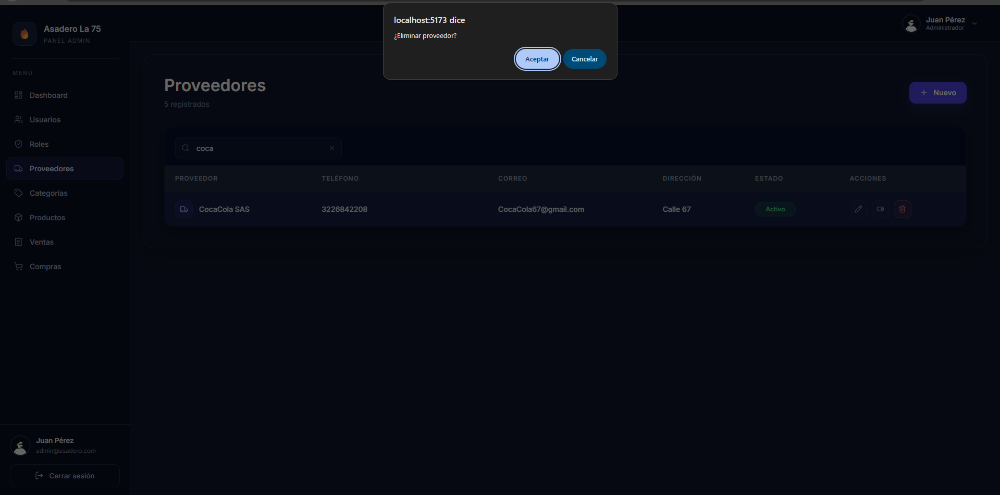 localhost:5173 dice
¿Eliminar proveedor?
Aceptar
Cancelar
Asadero La 75
PANEL ADMIN
MENÚ
Dashboard
Usuarios
Roles
Proveedores
Categorías
Productos
Ventas
Compras
Juan Pérez
admin@asadero.com
Cerrar sesión
Juan Pérez
Administrador
Proveedores
5 registrados
Nuevo
coca
PROVEEDOR TELÉFONO CORREO DIRECCIÓN ESTADO ACCIONES
CocaCola SAS 3226842208 CocaCola67@gmail.com Calle 67 Activo